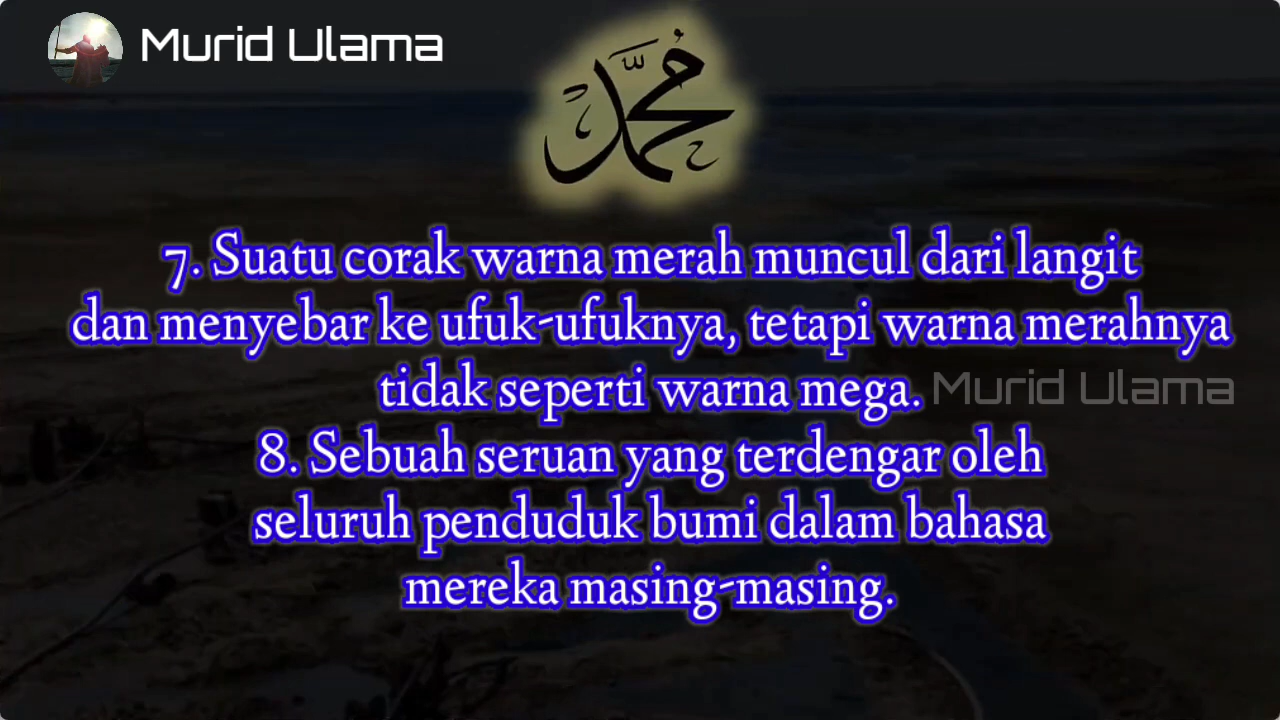 Murid Ulama
محمد
7. Suatu corak warna merah muncul dari langit
dan menyebar ke ufuk-ufuknya, tetapi warna merahnya
tidak seperti warna mega.
Murid Ulama
8. Sebuah seruan yang terdengar oleh
seluruh penduduk bumi dalam bahasa
mereka masing-masing.